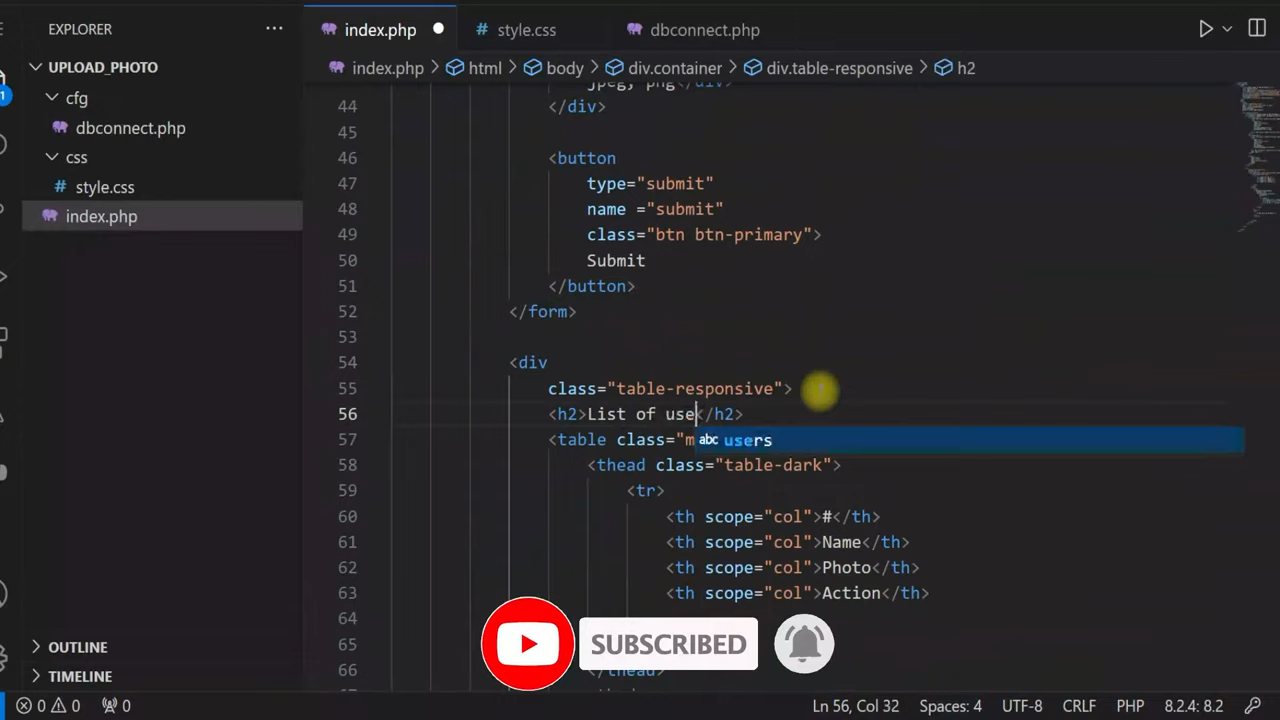 EXPLORER
index.php
style.css
dbconnect.php
UPLOAD_PHOTO
index.php html body div.container div.table-responsive h2
cfg
dbconnect.php
css
style.css
index.php
1
jpeg, png</div>
44 </div>
45
46 <button
47 type="submit"
48 name ="submit"
49 class="btn btn-primary">
50 Submit
51 </button>
52 </form>
53
54 <div
55 class="table-responsive">
56 <h2>List of use</h2>
57 <table class="m
abc users
58 <thead class="table-dark">
59 <tr>
60 <th scope="col">#</th>
61 <th scope="col">Name</th>
62 <th scope="col">Photo</th>
63 <th scope="col">Action</th>
64
65
66 </thead>
SUBSCRIBED
OUTLINE
TIMELINE
0 0 0 Ln 56, Col 32 Spaces: 4 UTF-8 CRLF PHP 8.2.4: 8.2